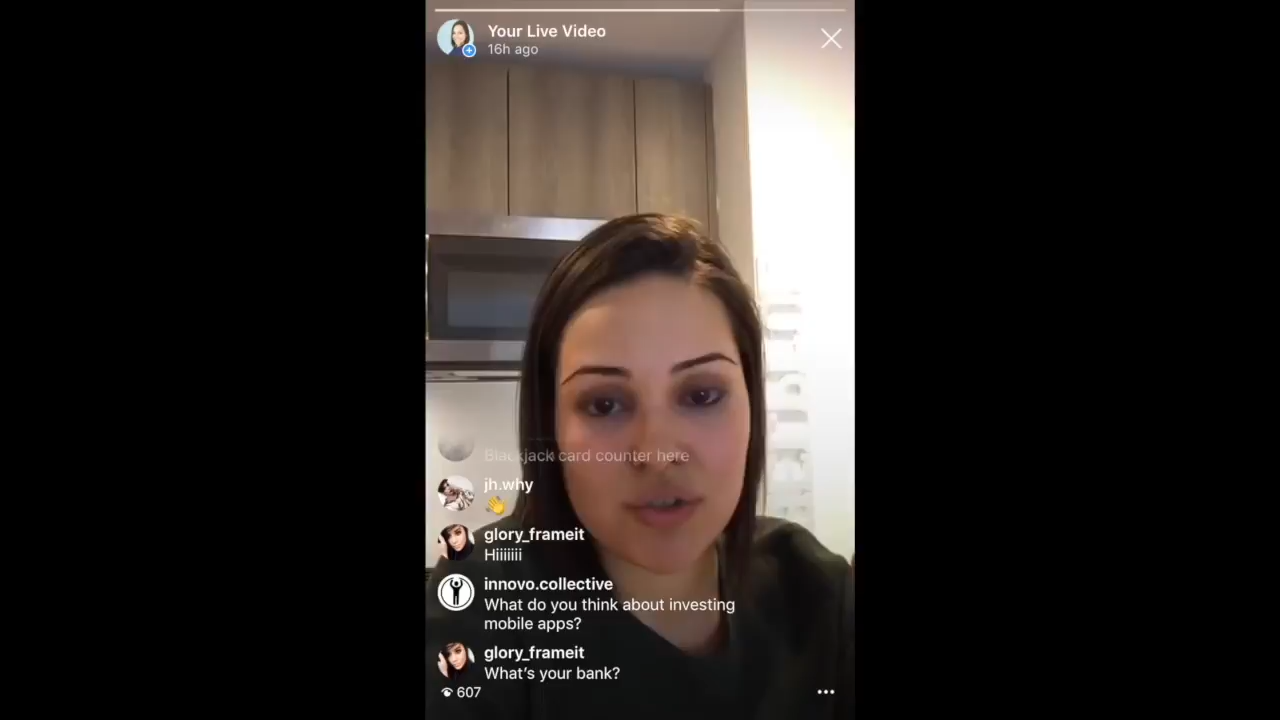 Your Live Video
16h ago
Blackjack card counter here
jh.why
👋
glory_frameit
Hiiiiiii
innovo.collective
What do you think about investing
mobile apps?
glory_frameit
What's your bank?
607